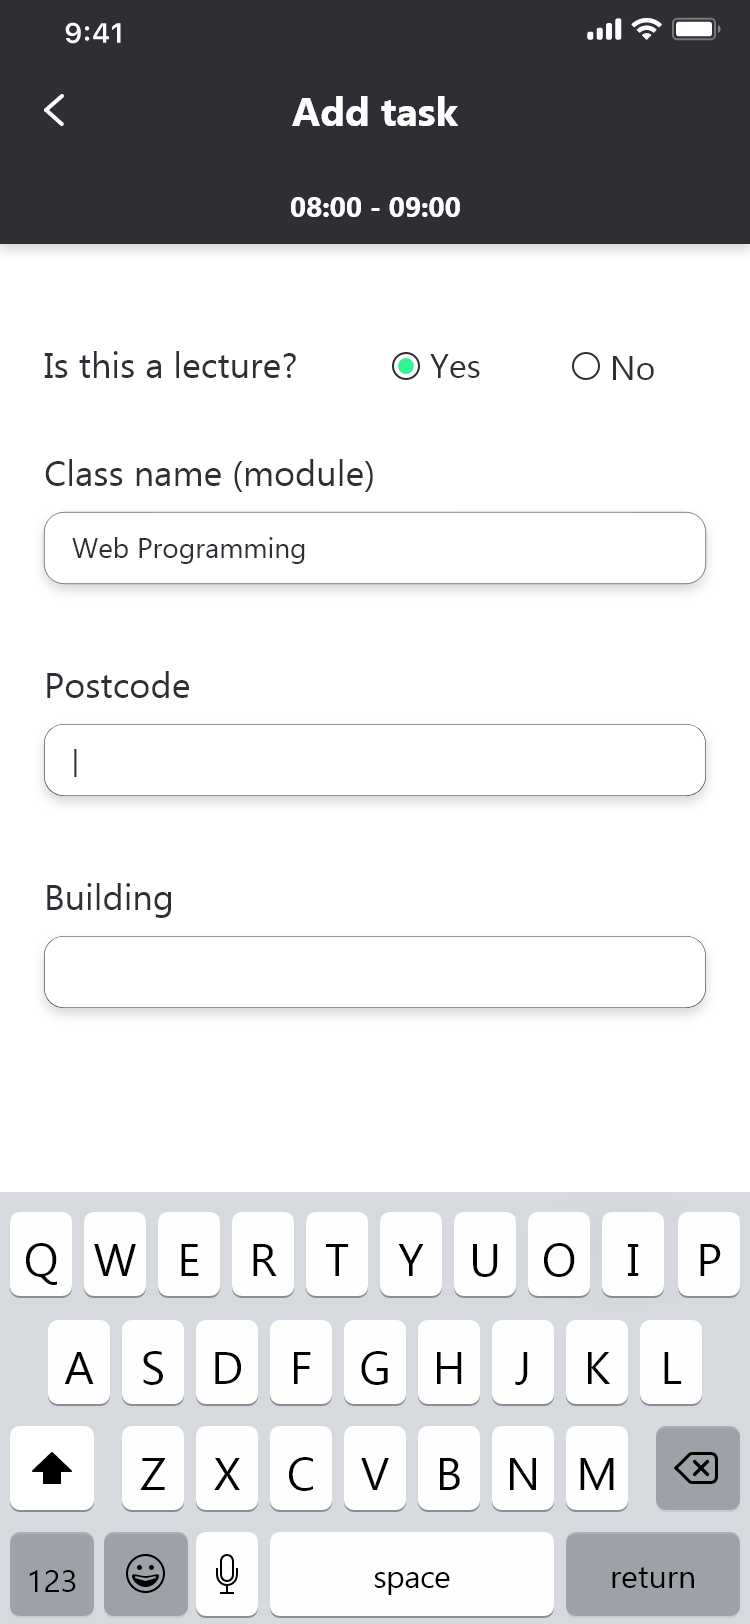 9:41
Add task
08:00 - 09:00
Is this a lecture? Yes No
Class name (module)
Web Programming
Postcode
Building
Q W E R T Y U O I P
A S D F G H J K L
Z X C V B N M
123 space return